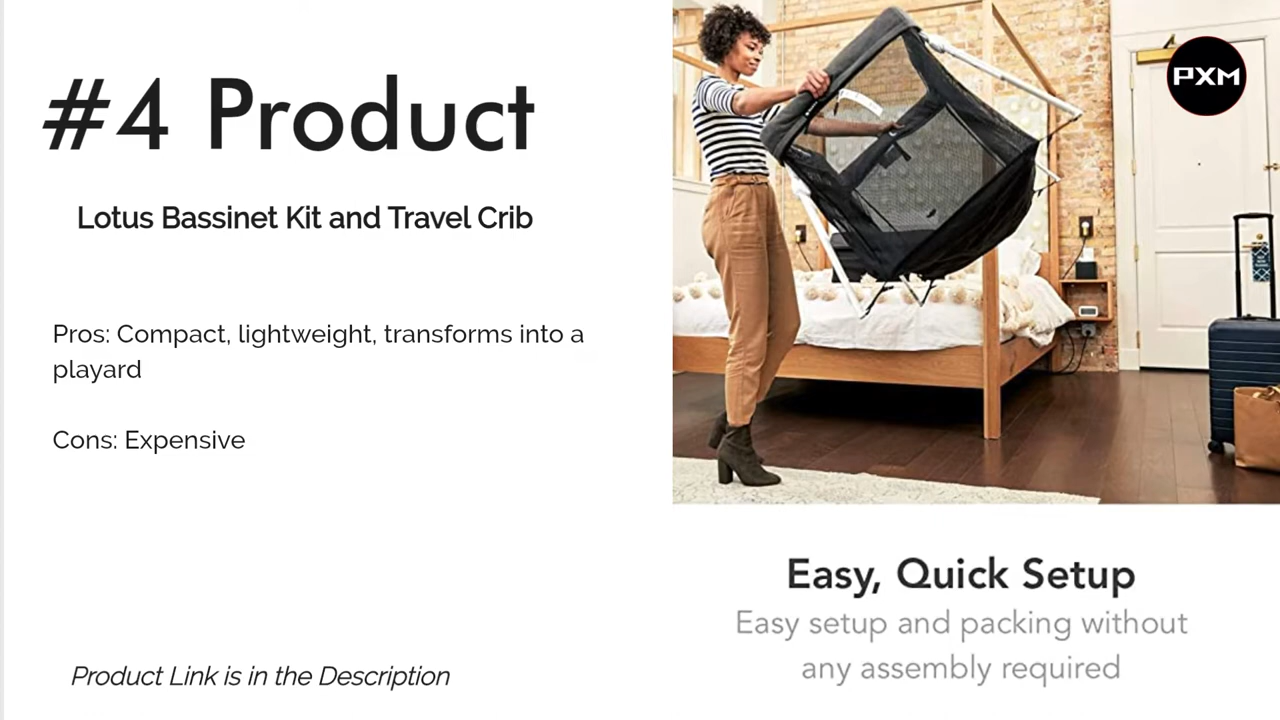 #4 Product
Lotus Bassinet Kit and Travel Crib
Pros: Compact, lightweight, transforms into a
playard
Cons: Expensive
Product Link is in the Description
PXM
Easy, Quick Setup
Easy setup and packing without
any assembly required